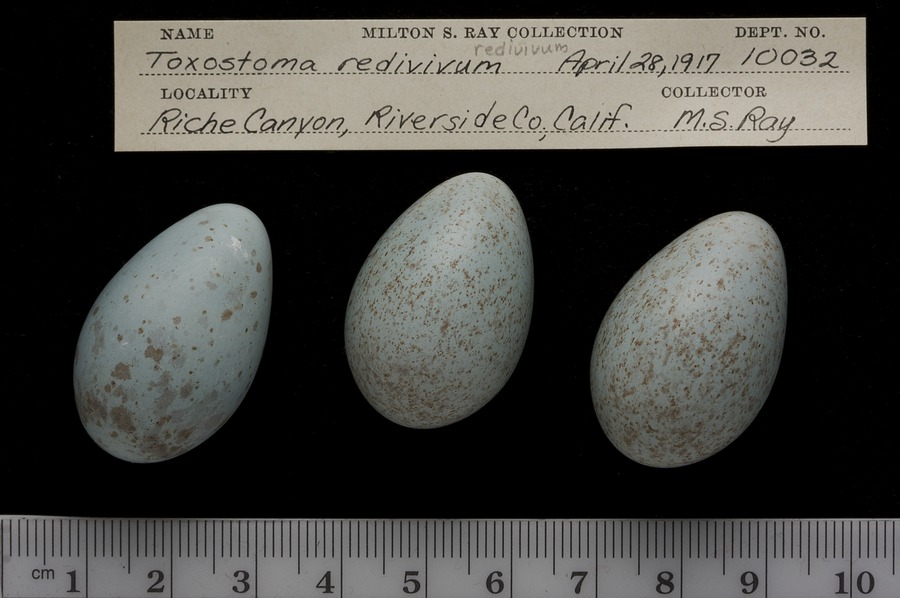 NAME MILTON S. RAY COLLECTION DEPT. NO.
redivivum
Toxostoma redivivum April 28, 1917 10032
LOCALITY COLLECTOR
Riche Canyon, Riverside Co, Calif. M.S. Ray
cm 1 2 3 4 5 6 7 8 9 10